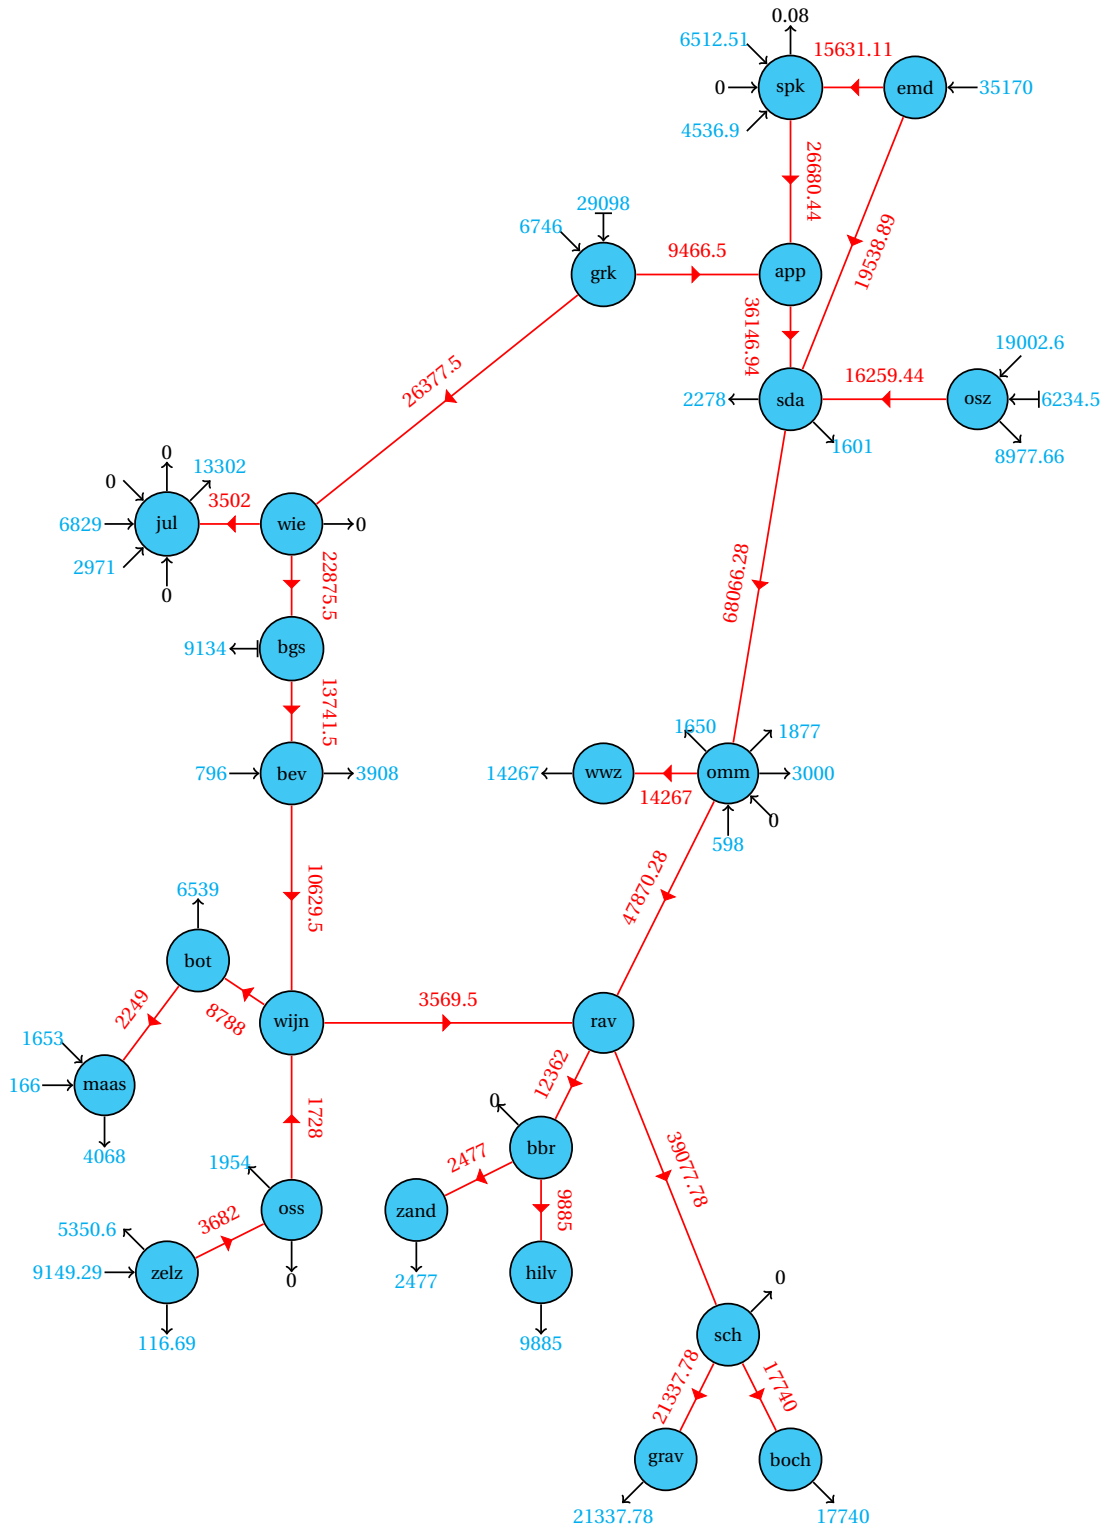 0.08
6512.51
15631.11
0
spk
emd
35170
4536.9
26680.44
29098
6746
19538.89
9466.5
grk
app
36146.94
19002.6
26377.5
16259.44
2278
sda
osz
6234.5
1601
8977.66
0
13302
0
3502
6829
jul
wie
0
2971
22875.5
0
68066.28
9134
bgs
13741.5
1650
1877
796
bev
3908
14267
wwz
omm
3000
14267
0
598
47870.28
10629.5
6539
bot
2249
8788
wijn
3569.5
rav
1653
166
maas
12362
1728
0
4068
bbr
39077.78
1954
2477
5350.6
3682
oss
zand
9885
9149.29
zelz
0
2477
hilv
0
116.69
9885
sch
21337.78
17740
grav
boch
21337.78
17740